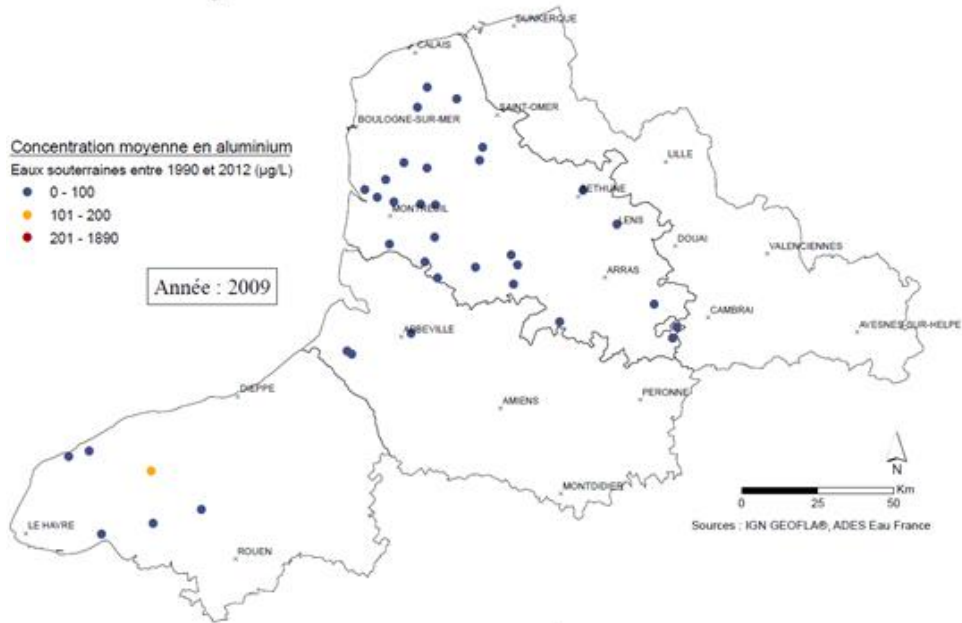 DUNKERQUE
CALAIS
SAINT-OMER
BOULOGNE-SUR-MER
LILLE
Concentration moyenne en aluminium
Eaux souterraines entre 1990 et 2012 (µg/L)
0 - 100
101 - 200
201 - 1890
BETHUNE
MONTREUIL
LENS
DOUAI
VALENCIENNES
ARRAS
Année : 2009
CAMBRAI
ABBEVILLE
AVESNES-SUR-HELPE
DIEPPE
PERONNE
AMIENS
N
MONTDIDIER
Km
0 25 50
Sources : IGN GEOFLA®, ADES Eau France
LE HAVRE
ROUEN